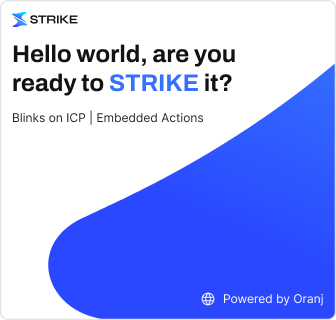 STRIKE
Hello world, are you
ready to STRIKE it?
Blinks on ICP | Embedded Actions
Powered by Oranj